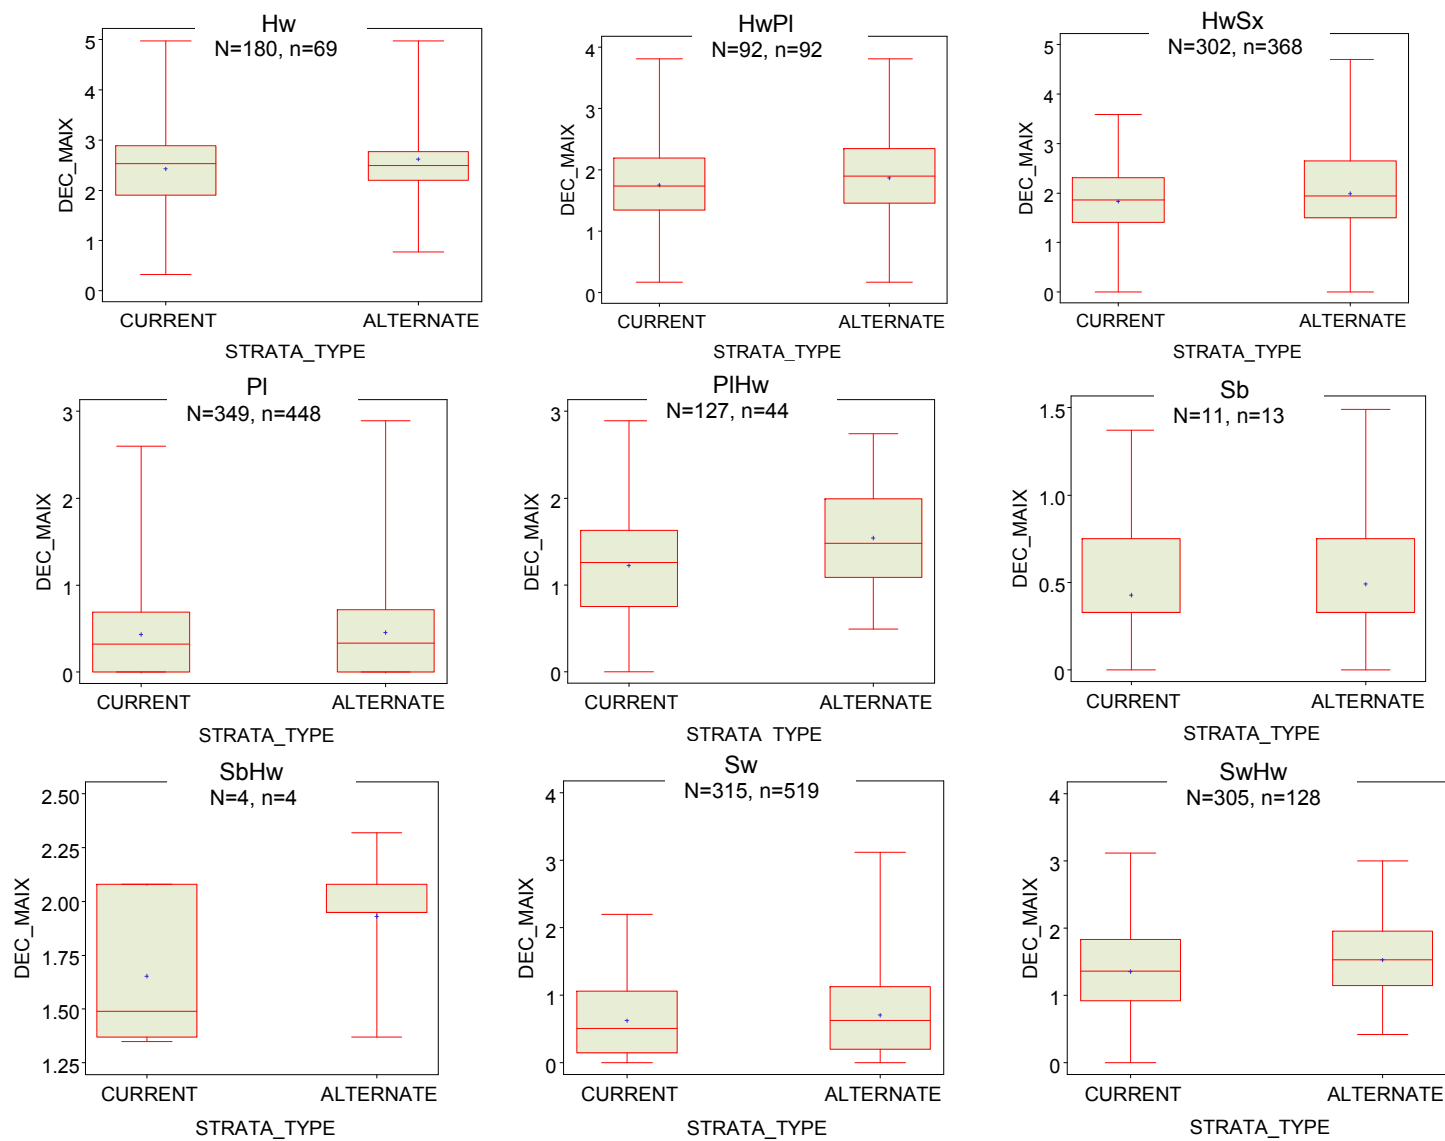 Hw
N=180, n=69
DEC_MAIX
5
4
3
2
1
0
CURRENT
ALTERNATE
STRATA_TYPE
HwPl
N=92, n=92
DEC_MAIX
4
3
2
1
0
CURRENT
ALTERNATE
STRATA_TYPE
HwSx
N=302, n=368
DEC_MAIX
5
4
3
2
1
0
CURRENT
ALTERNATE
STRATA_TYPE
Pl
N=349, n=448
DEC_MAIX
3
2
1
0
CURRENT
ALTERNATE
STRATA_TYPE
PlHw
N=127, n=44
DEC_MAIX
3
2
1
0
CURRENT
ALTERNATE
STRATA TYPE
Sb
N=11, n=13
DEC_MAIX
1.5
1.0
0.5
0
CURRENT
ALTERNATE
STRATA_TYPE
SbHw
N=4, n=4
DEC_MAIX
2.50
2.25
2.00
1.75
1.50
1.25
CURRENT
ALTERNATE
STRATA_TYPE
Sw
N=315, n=519
DEC_MAIX
4
3
2
1
0
CURRENT
ALTERNATE
STRATA_TYPE
SwHw
N=305, n=128
DEC_MAIX
4
3
2
1
0
CURRENT
ALTERNATE
STRATA_TYPE